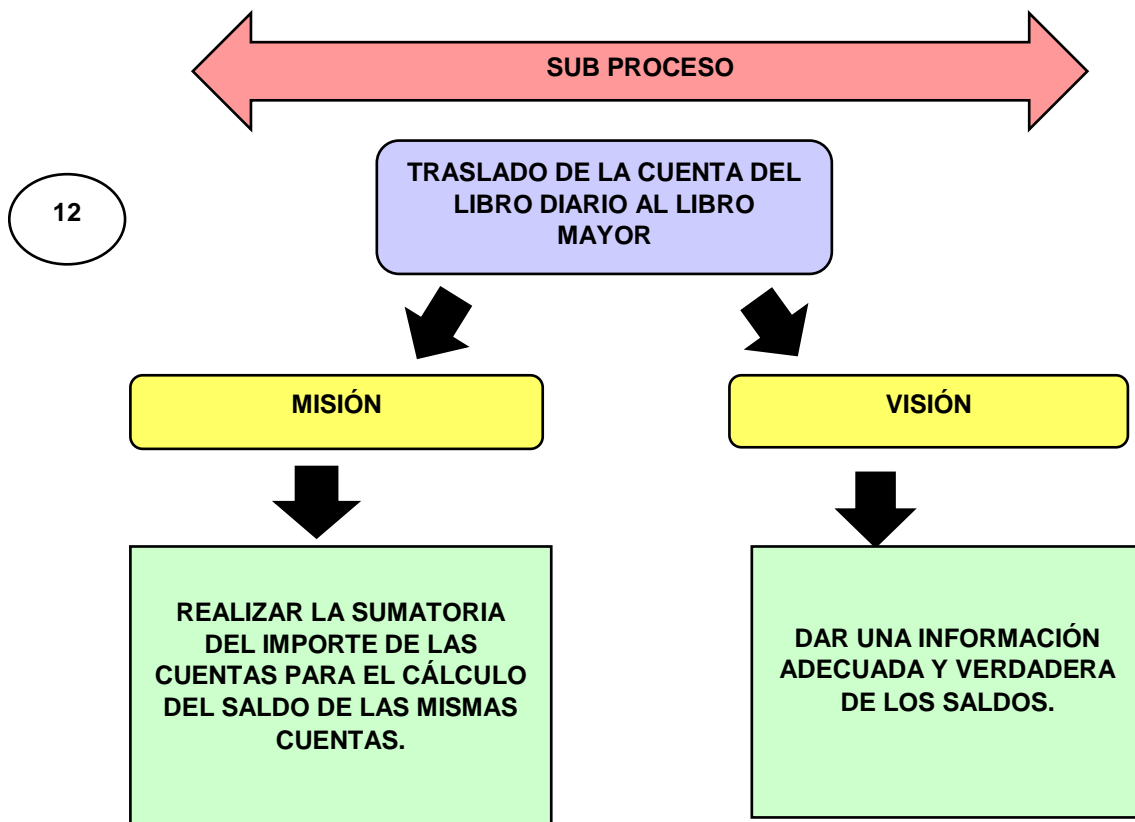 SUB PROCESO
12
TRASLADO DE LA CUENTA DEL
LIBRO DIARIO AL LIBRO
MAYOR
MISIÓN
VISIÓN
REALIZAR LA SUMATORIA
DEL IMPORTE DE LAS
CUENTAS PARA EL CÁLCULO
DEL SALDO DE LAS MISMAS
CUENTAS.
DAR UNA INFORMACIÓN
ADECUADA Y VERDADERA
DE LOS SALDOS.